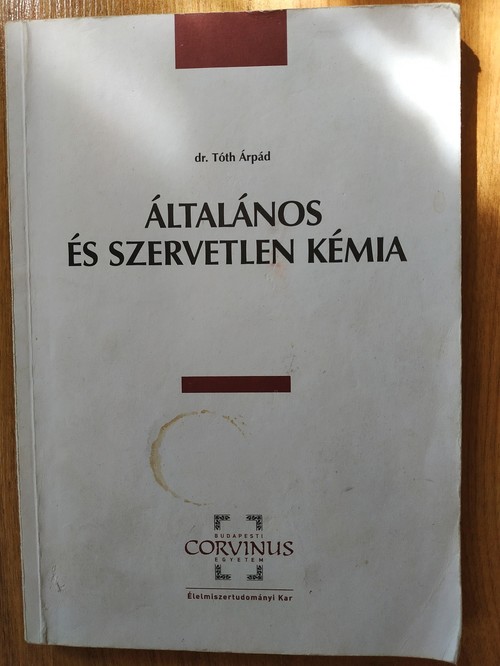 dr. Tóth Árpád
ÁLTALÁNOS
ÉS SZERVETLEN KÉMIA
BUDAPESTI
CORVINUS
EGYETEM
Élelmiszertudományi Kar